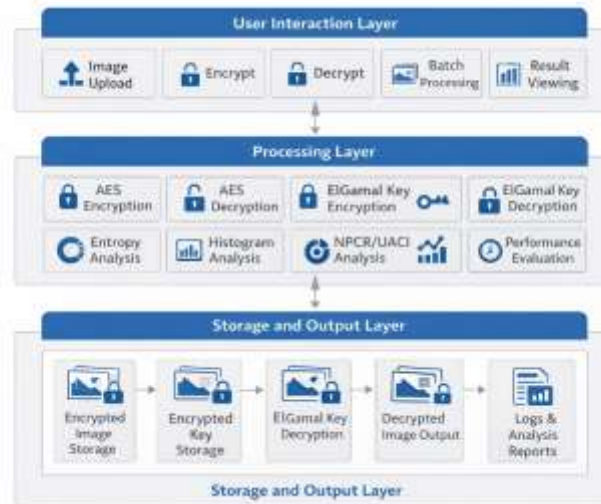 User Interaction Layer
Image
Upload
Encrypt
Decrypt
Batch
Processing
Result
Viewing
Processing Layer
AES
Encryption
AES
Decryption
ElGamal Key
Encryption
ElGamal Key
Decryption
Entropy
Analysis
Histogram
Analysis
NPCR/UACI
Analysis
Performance
Evaluation
Storage and Output Layer
Encrypted
Image
Storage
Encrypted
Key
Storage
ElGamal Key
Decryption
Decrypted
Image Output
Logs &
Analysis
Reports
Storage and Output Layer